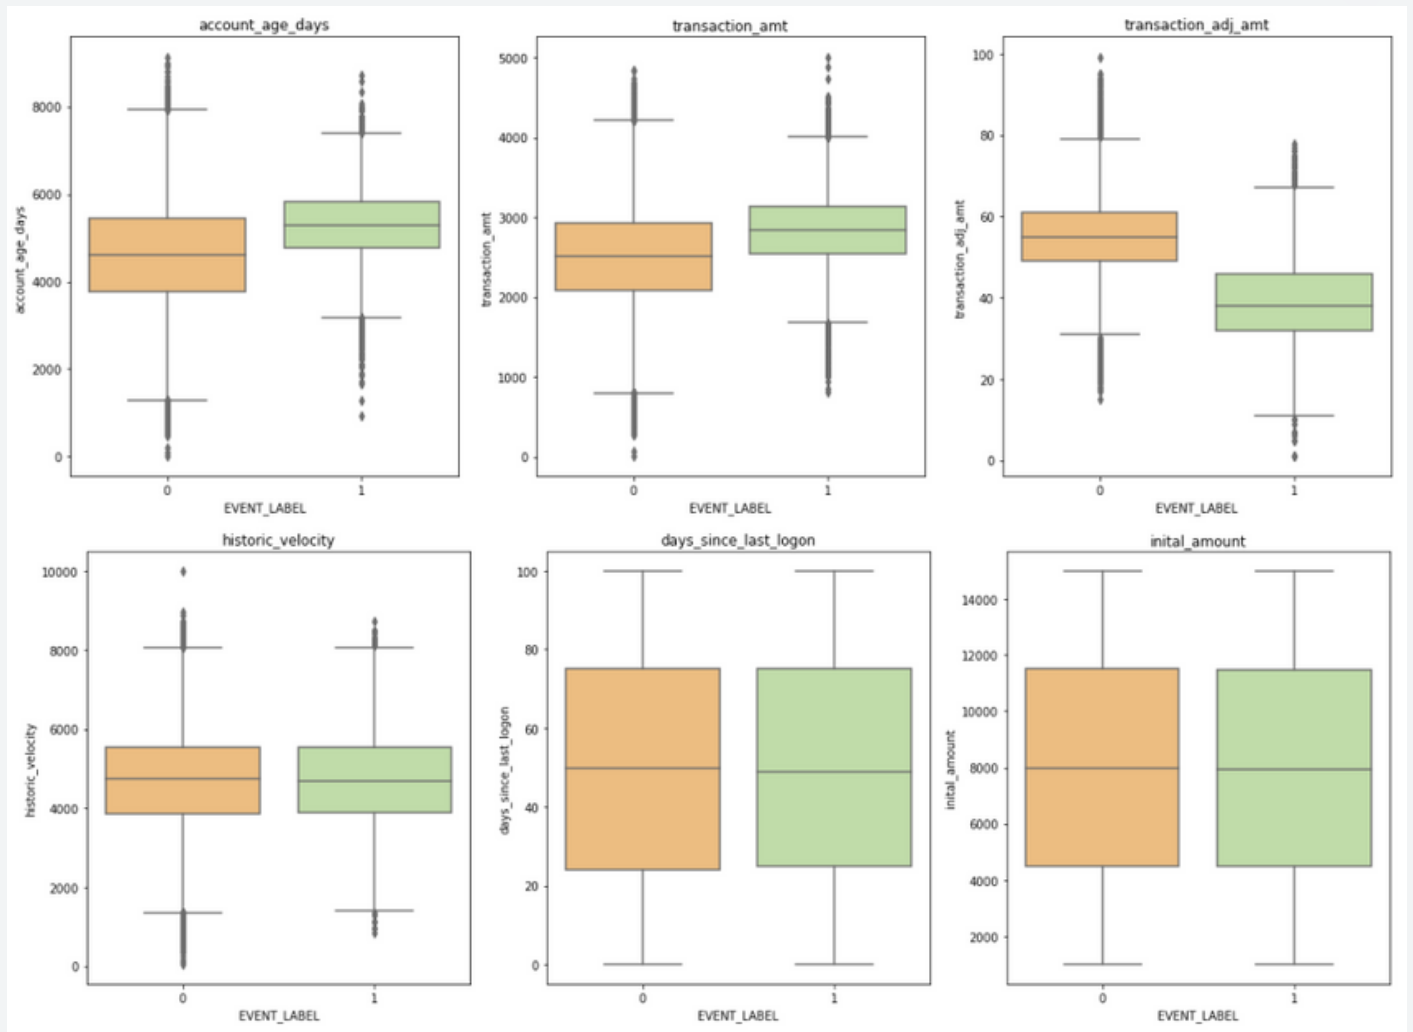 account_age_days
transaction_amt
transaction_adj_amt
account_age_days
8000
6000
4000
2000
0
0
1
EVENT_LABEL
transaction_amt
5000
4000
3000
2000
1000
0
0
1
EVENT_LABEL
transaction_adj_amt
100
80
60
40
20
0
0
1
EVENT_LABEL
historic_velocity
days_since_last_logon
inital_amount
historic_velocity
10000
8000
6000
4000
2000
0
0
1
EVENT_LABEL
days_since_last_logon
100
80
60
40
20
0
0
1
EVENT_LABEL
inital_amount
14000
12000
10000
8000
6000
4000
2000
0
1
EVENT_LABEL